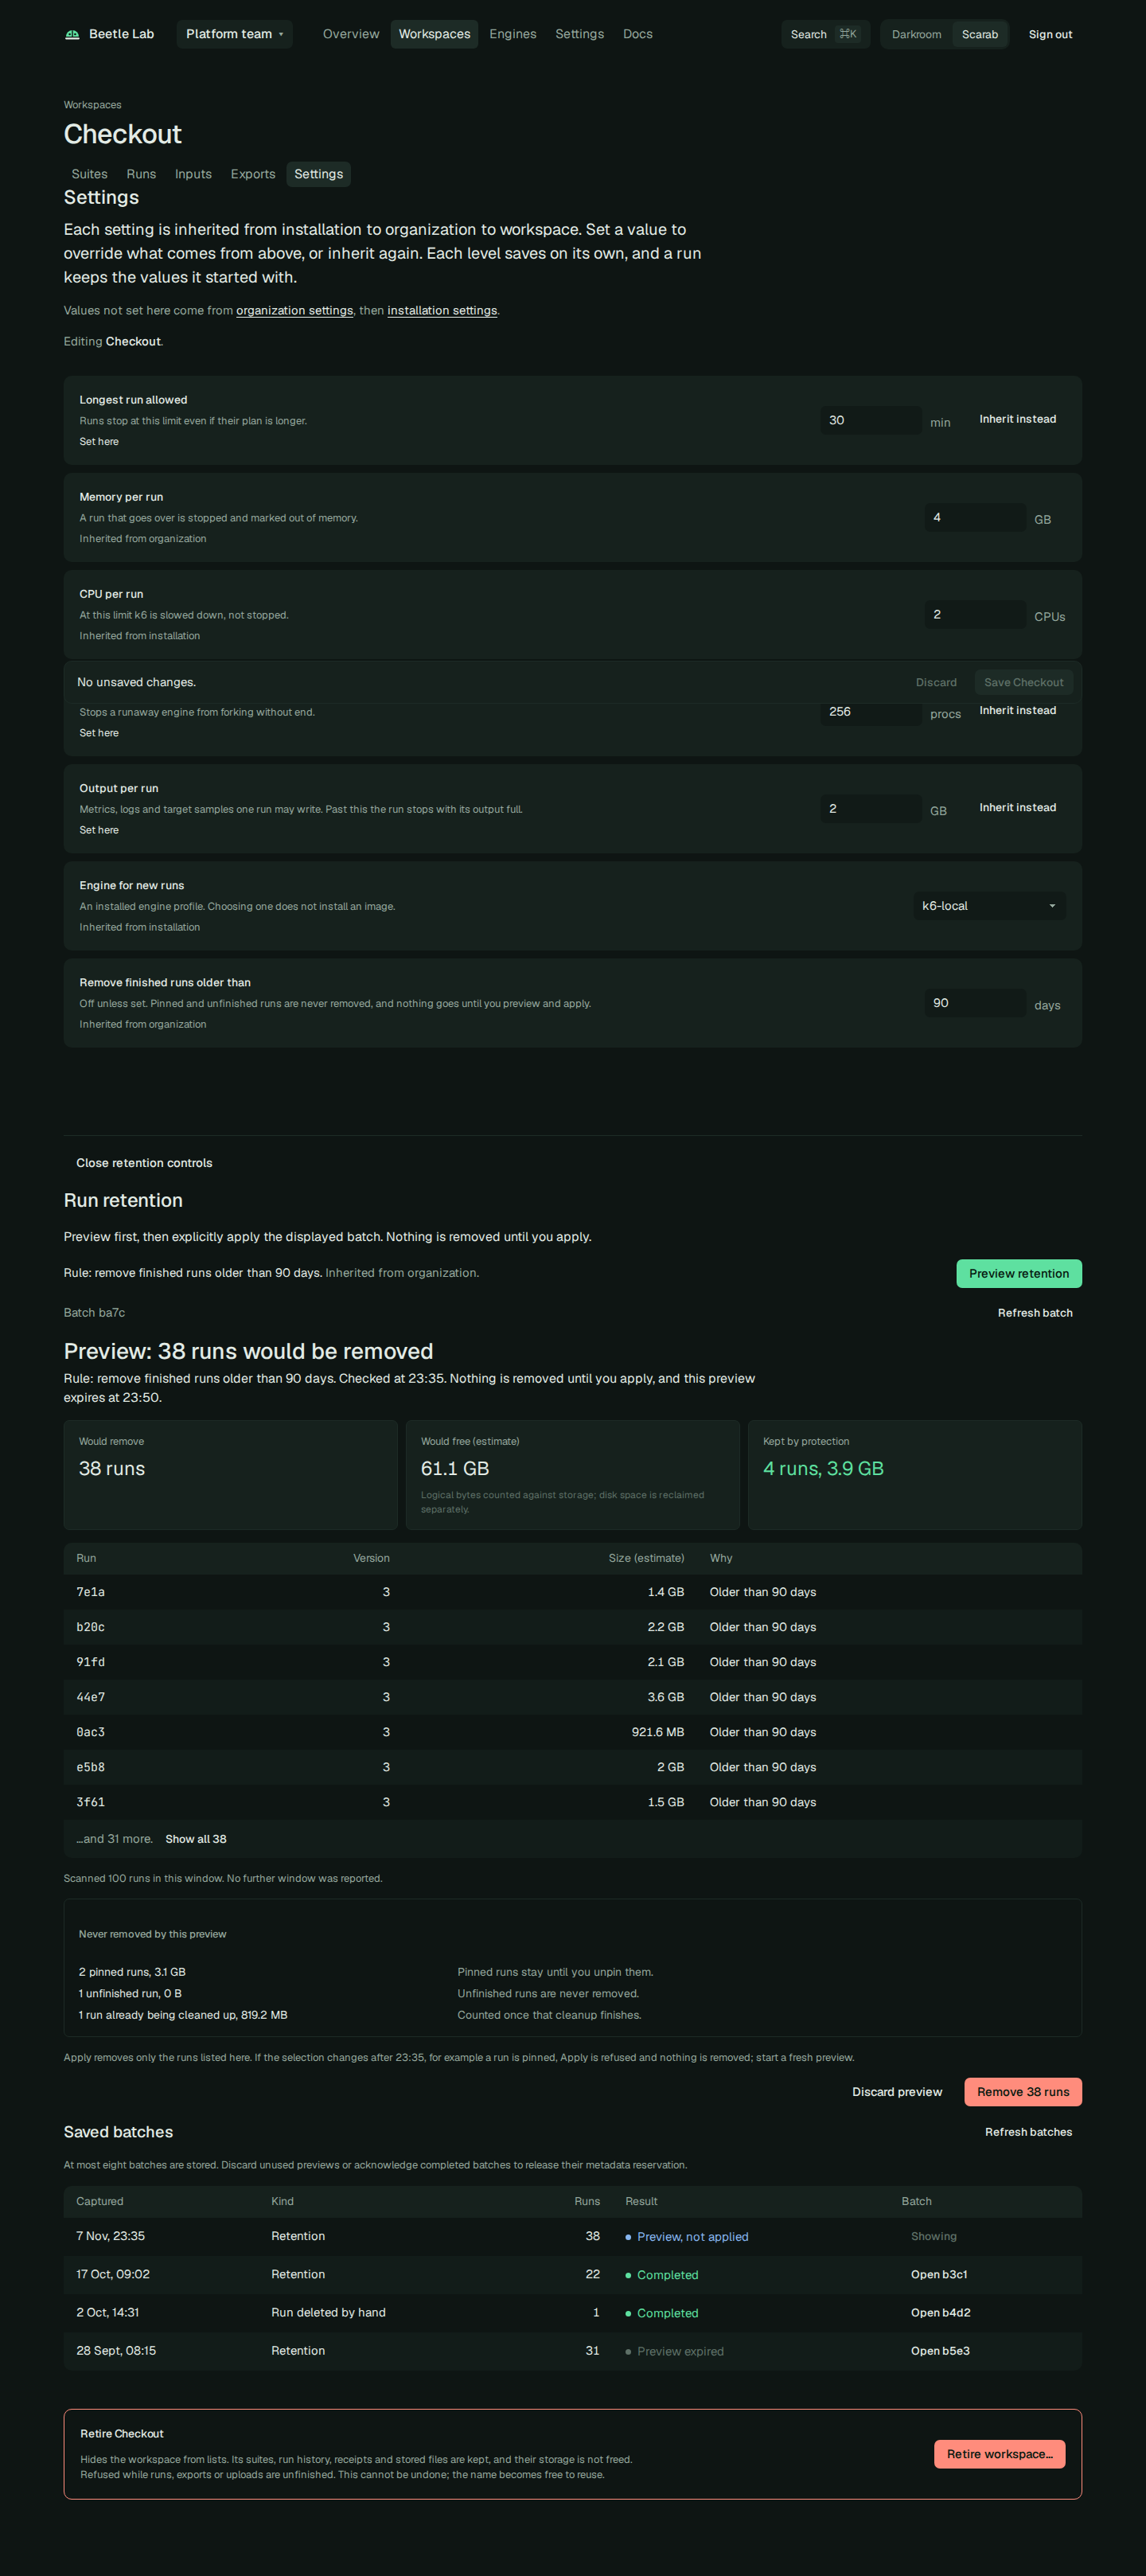 Beetle Lab
Platform team
Overview
Workspaces
Engines
Settings
Docs
Search ⌘K
Darkroom
Scarab
Sign out
Workspaces
Checkout
Suites
Runs
Inputs
Exports
Settings
Settings
Each setting is inherited from installation to organization to workspace. Set a value to
override what comes from above, or inherit again. Each level saves on its own, and a run
keeps the values it started with.
Values not set here come from organization settings, then installation settings.
Editing Checkout.
Longest run allowed
Runs stop at this limit even if their plan is longer.
Set here
30 min
Inherit instead
Memory per run
A run that goes over is stopped and marked out of memory.
Inherited from organization
4 GB
CPU per run
At this limit k6 is slowed down, not stopped.
Inherited from installation
2 CPUs
No unsaved changes.
Discard
Save Checkout
Stops a runaway engine from forking without end.
Set here
256 procs
Inherit instead
Output per run
Metrics, logs and target samples one run may write. Past this the run stops with its output full.
Set here
2 GB
Inherit instead
Engine for new runs
An installed engine profile. Choosing one does not install an image.
Inherited from installation
k6-local
Remove finished runs older than
Off unless set. Pinned and unfinished runs are never removed, and nothing goes until you preview and apply.
Inherited from organization
90 days
Close retention controls
Run retention
Preview first, then explicitly apply the displayed batch. Nothing is removed until you apply.
Rule: remove finished runs older than 90 days. Inherited from organization.
Preview retention
Batch ba7c
Refresh batch
Preview: 38 runs would be removed
Rule: remove finished runs older than 90 days. Checked at 23:35. Nothing is removed until you apply, and this preview
expires at 23:50.
Would remove
38 runs
Would free (estimate)
61.1 GB
Logical bytes counted against storage; disk space is reclaimed
separately.
Kept by protection
4 runs, 3.9 GB
Run Version Size (estimate) Why
7e1a 3 1.4 GB Older than 90 days
b20c 3 2.2 GB Older than 90 days
91fd 3 2.1 GB Older than 90 days
44e7 3 3.6 GB Older than 90 days
0ac3 3 921.6 MB Older than 90 days
e5b8 3 2 GB Older than 90 days
3f61 3 1.5 GB Older than 90 days
…and 31 more. Show all 38
Scanned 100 runs in this window. No further window was reported.
Never removed by this preview
2 pinned runs, 3.1 GB Pinned runs stay until you unpin them.
1 unfinished run, 0 B Unfinished runs are never removed.
1 run already being cleaned up, 819.2 MB Counted once that cleanup finishes.
Apply removes only the runs listed here. If the selection changes after 23:35, for example a run is pinned, Apply is refused and nothing is removed; start a fresh preview.
Discard preview
Remove 38 runs
Saved batches
Refresh batches
At most eight batches are stored. Discard unused previews or acknowledge completed batches to release their metadata reservation.
Captured Kind Runs Result Batch
7 Nov, 23:35 Retention 38 Preview, not applied Showing
17 Oct, 09:02 Retention 22 Completed Open b3c1
2 Oct, 14:31 Run deleted by hand 1 Completed Open b4d2
28 Sept, 08:15 Retention 31 Preview expired Open b5e3
Retire Checkout
Hides the workspace from lists. Its suites, run history, receipts and stored files are kept, and their storage is not freed.
Refused while runs, exports or uploads are unfinished. This cannot be undone; the name becomes free to reuse.
Retire workspace…